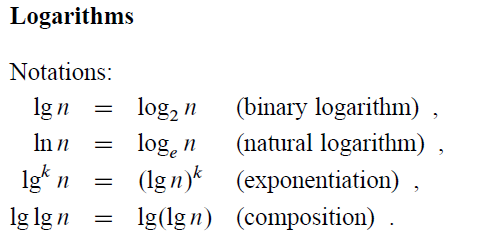 Logarithms
Notations:
lg n = log₂ n (binary logarithm) ,
ln n = logₑ n (natural logarithm) ,
lgᵏ n = (lg n)ᵏ (exponentiation) ,
lg lg n = lg(lg n) (composition) .